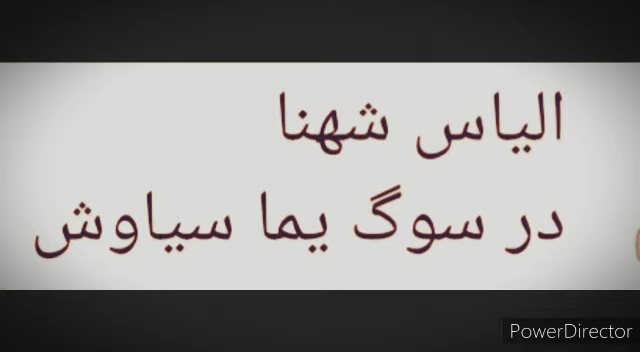 الیاس شهنا
در سوگ یما سیاوش
PowerDirector